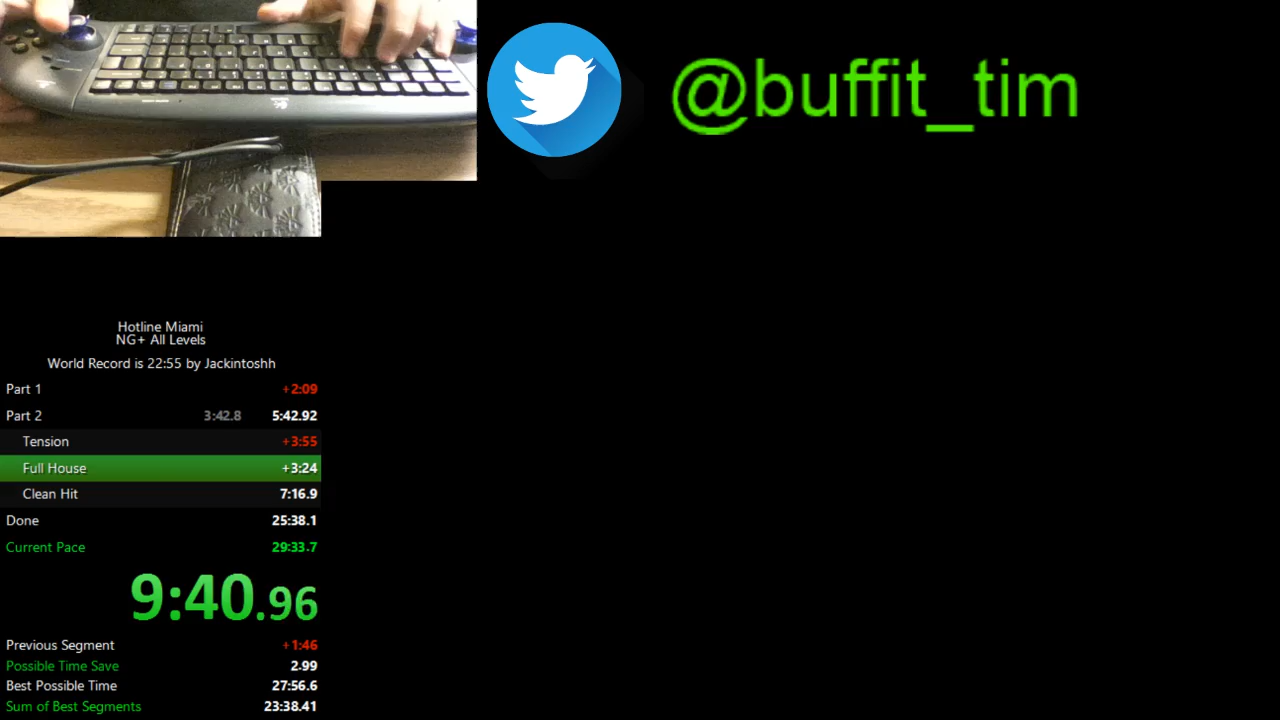 @buffit_tim
Hotline Miami
NG+ All Levels
World Record is 22:55 by Jackintoshh
Part 1 +2:09
Part 2 3:42.8 5:42.92
Tension +3:55
Full House +3:24
Clean Hit 7:16.9
Done 25:38.1
Current Pace 29:33.7
9:40.96
Previous Segment +1:46
Possible Time Save 2.99
Best Possible Time 27:56.6
Sum of Best Segments 23:38.41